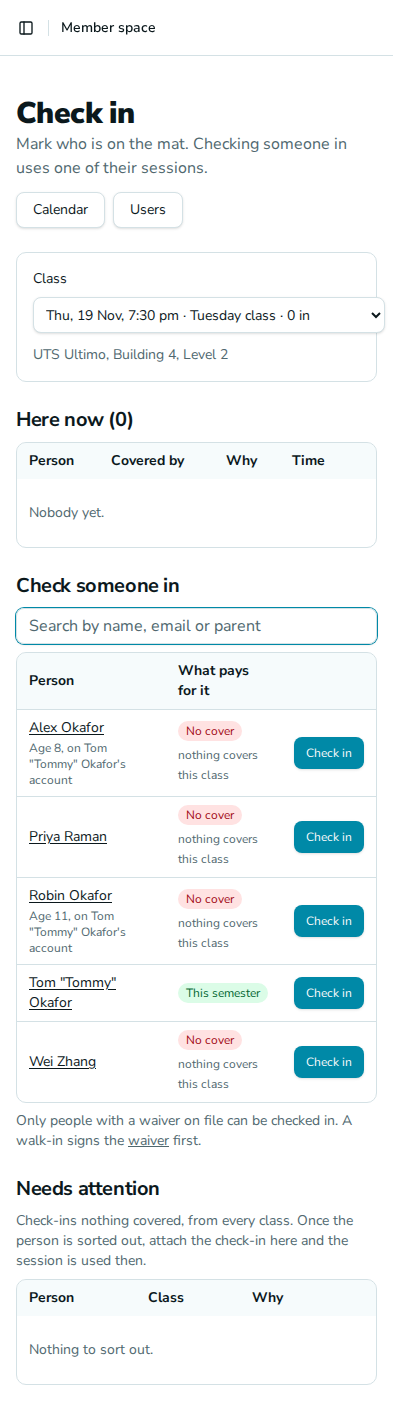 Member space
Check in
Mark who is on the mat. Checking someone in
uses one of their sessions.
Calendar
Users
Class
Thu, 19 Nov, 7:30 pm · Tuesday class · 0 in
UTS Ultimo, Building 4, Level 2
Here now (0)
Person Covered by Why Time
Nobody yet.
Check someone in
Search by name, email or parent
Person
What pays
for it
Alex Okafor
Age 8, on Tom
"Tommy" Okafor's
account
No cover
nothing covers
this class
Check in
Priya Raman
No cover
nothing covers
this class
Check in
Robin Okafor
Age 11, on Tom
"Tommy" Okafor's
account
No cover
nothing covers
this class
Check in
Tom "Tommy"
Okafor
This semester
Check in
Wei Zhang
No cover
nothing covers
this class
Check in
Only people with a waiver on file can be checked in. A
walk-in signs the waiver first.
Needs attention
Check-ins nothing covered, from every class. Once the
person is sorted out, attach the check-in here and the
session is used then.
Person Class Why
Nothing to sort out.